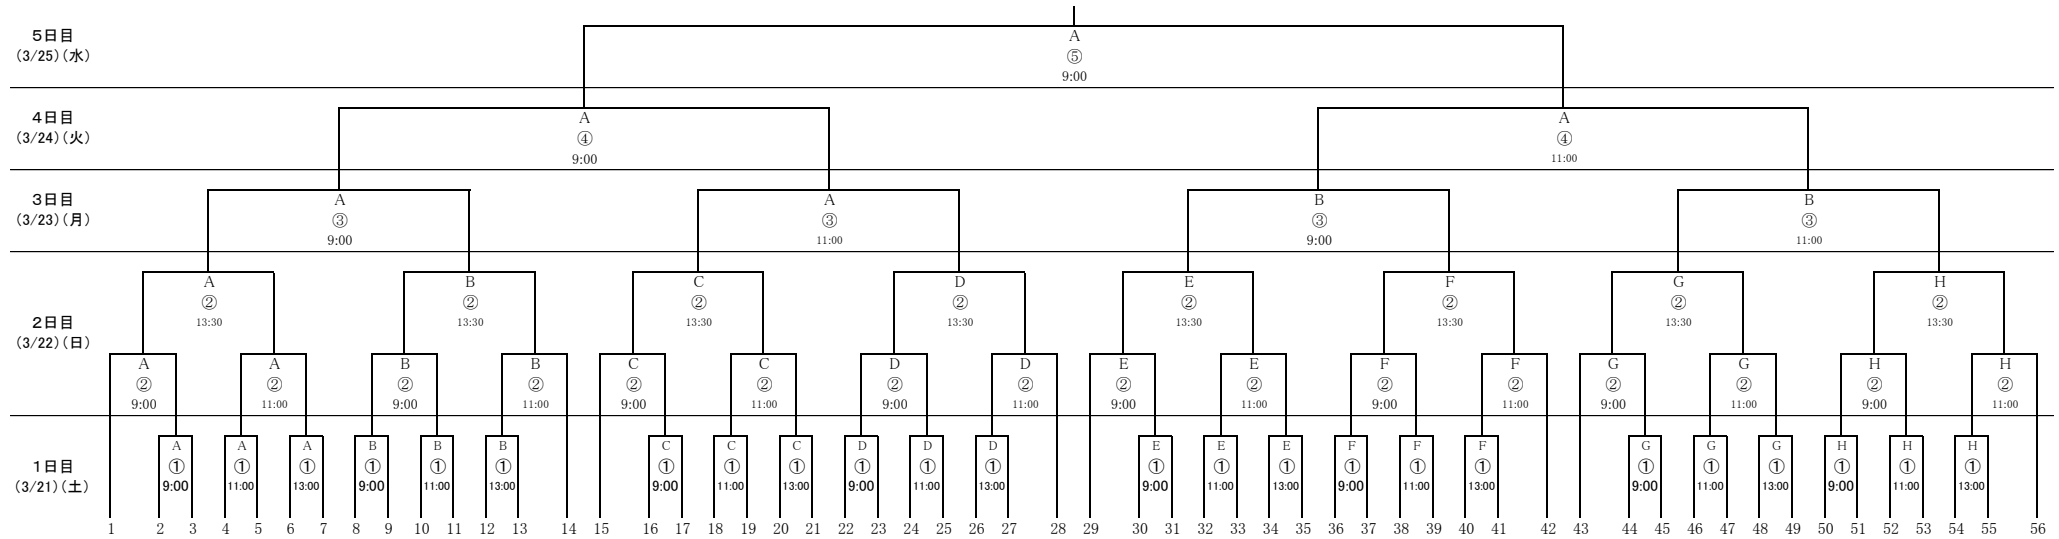 5日目
(3/25)(水)
A
⑤
9:00
4日目
(3/24)(火)
A A
④ ④
9:00 11:00
3日目
(3/23)(月)
A A B B
③ ③ ③ ③
9:00 11:00 9:00 11:00
A B C D E F G H
② ② ② ② ② ② ② ②
13:30 13:30 13:30 13:30 13:30 13:30 13:30 13:30
2日目
(3/22)(日)
A A B B C C D D E E F F G G H H
② ② ② ② ② ② ② ② ② ② ② ② ② ② ② ②
9:00 11:00 9:00 11:00 9:00 11:00 9:00 11:00 9:00 11:00 9:00 11:00 9:00 11:00 9:00 11:00
1日目
(3/21)(土)
A A A B B B C C C D D D E E E F F F G G G H H H
① ① ① ① ① ① ① ① ① ① ① ① ① ① ① ① ① ① ① ① ① ① ① ①
9:00 11:00 13:00 9:00 11:00 13:00 9:00 11:00 13:00 9:00 11:00 13:00 9:00 11:00 13:00 9:00 11:00 13:00 9:00 11:00 13:00 9:00 11:00 13:00
1 2 3 4 5 6 7 8 9 10 11 12 13 14 15 16 17 18 19 20 21 22 23 24 25 26 27 28 29 30 31 32 33 34 35 36 37 38 39 40 41 42 43 44 45 46 47 48 49 50 51 52 53 54 55 56